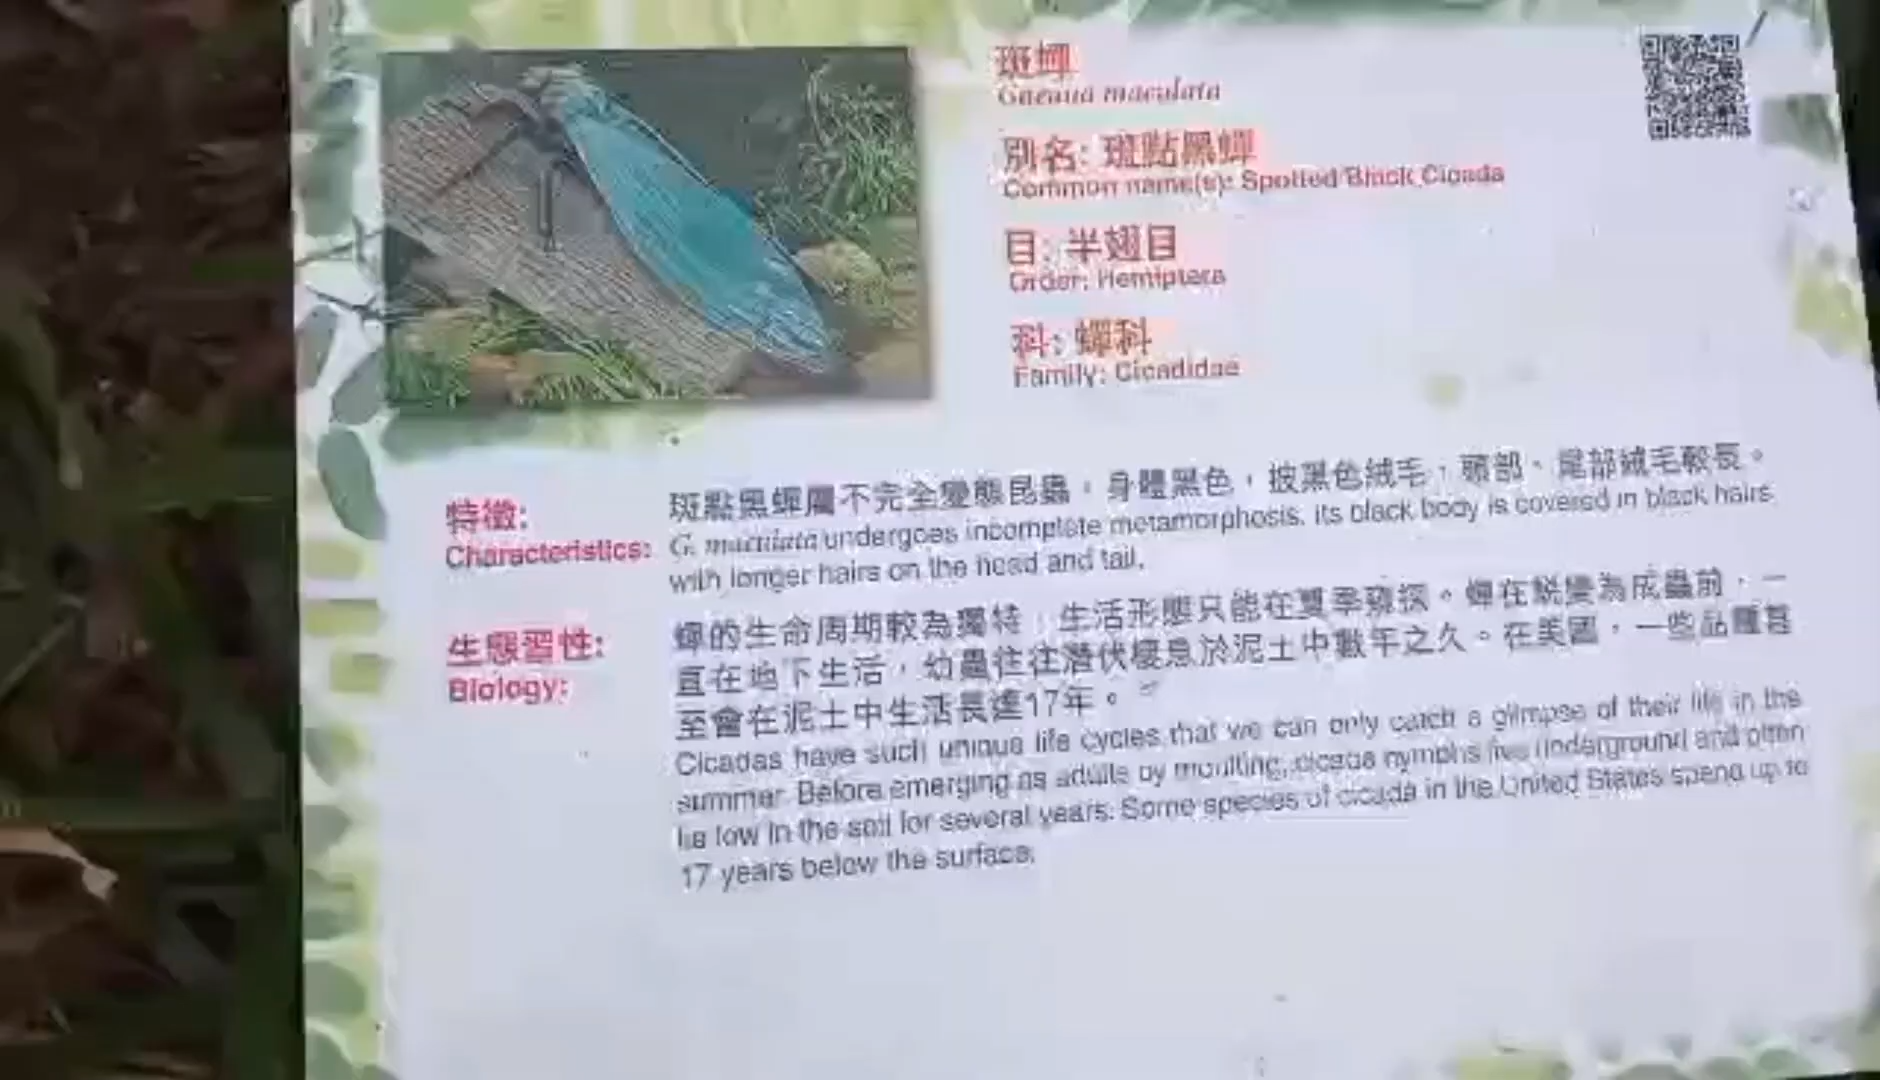 斑蟬
Gaeana maculata
別名: 斑點黑蟬
Common name(s): Spotted Black Cicada
目: 半翅目
Order: Hemiptera
科: 蟬科
Family: Cicadidae
特徵:
Characteristics:
斑點黑蟬屬不完全變態昆蟲，身體黑色，披黑色絨毛，頭部、尾部絨毛較長。
G. maculata undergoes incomplete metamorphosis. Its black body is covered in black hairs
with longer hairs on the head and tail.
生態習性:
Biology:
蟬的生命周期較為獨特，生活形態只能在夏季窺探。蟬在蛻變為成蟲前，一
直在地下生活，幼蟲往往潛伏棲息於泥土中數年之久。在美國，一些品種甚
至會在泥土中生活長達17年。
Cicadas have such unique life cycles that we can only catch a glimpse of their life in the
summer. Before emerging as adults by moulting, cicada nymphs live underground and often
lie low in the soil for several years. Some species of cicada in the United States spend up to
17 years below the surface.